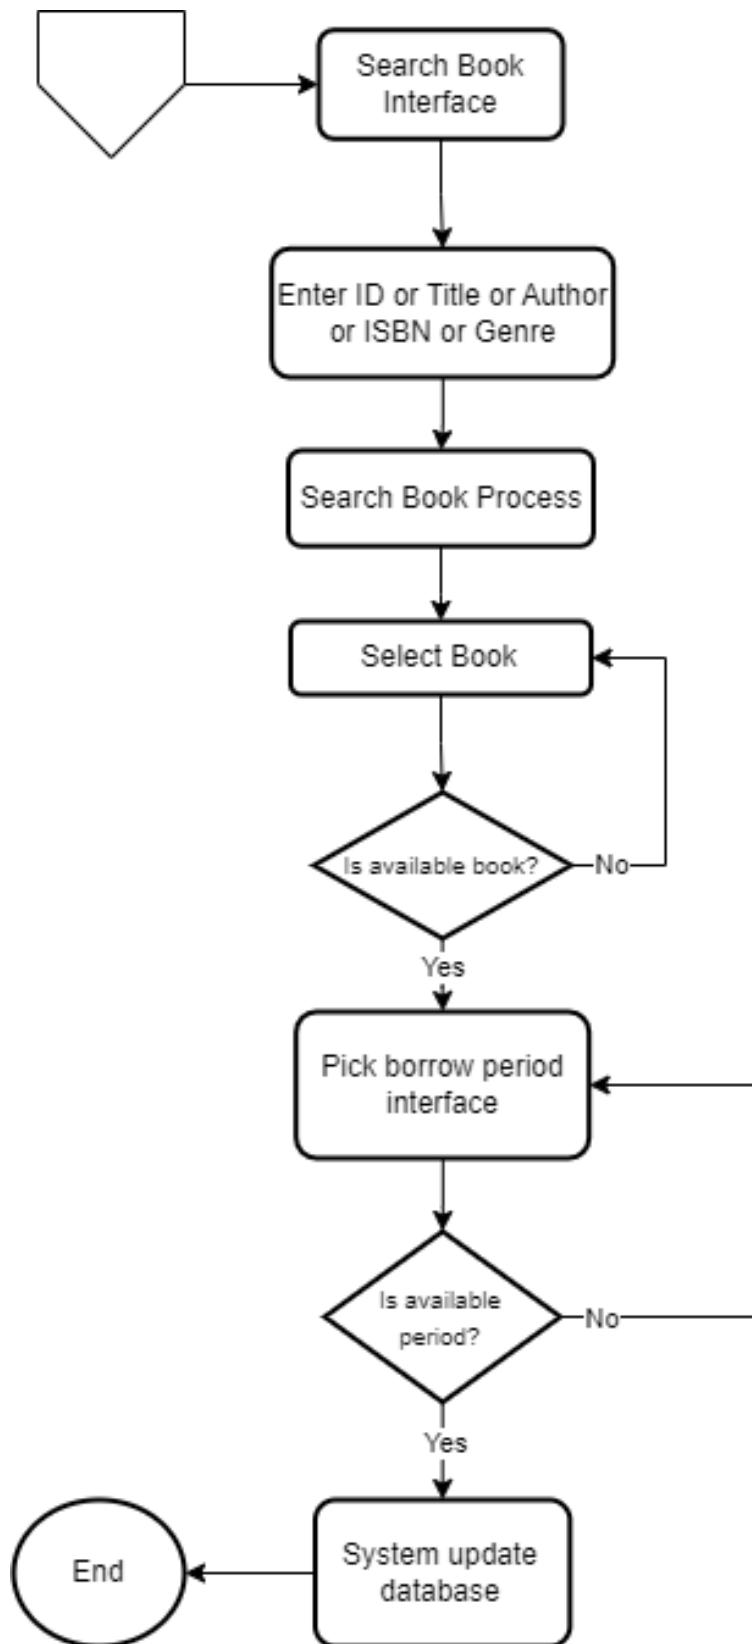 Search Book
Interface
Enter ID or Title or Author
or ISBN or Genre
Search Book Process
Select Book
Is available book?
No
Yes
Pick borrow period
interface
Is available
period?
No
Yes
System update
database
End